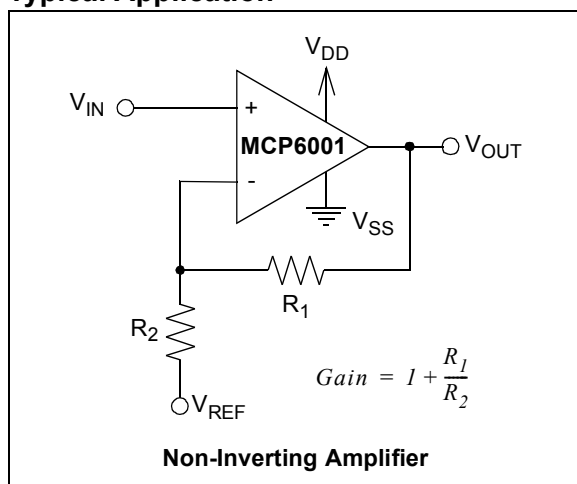 Typical Application
V_DD
V_IN
+
MCP6001
-
V_OUT
V_SS
R_1
R_2
Gain = 1 + R_1/R_2
V_REF
Non-Inverting Amplifier